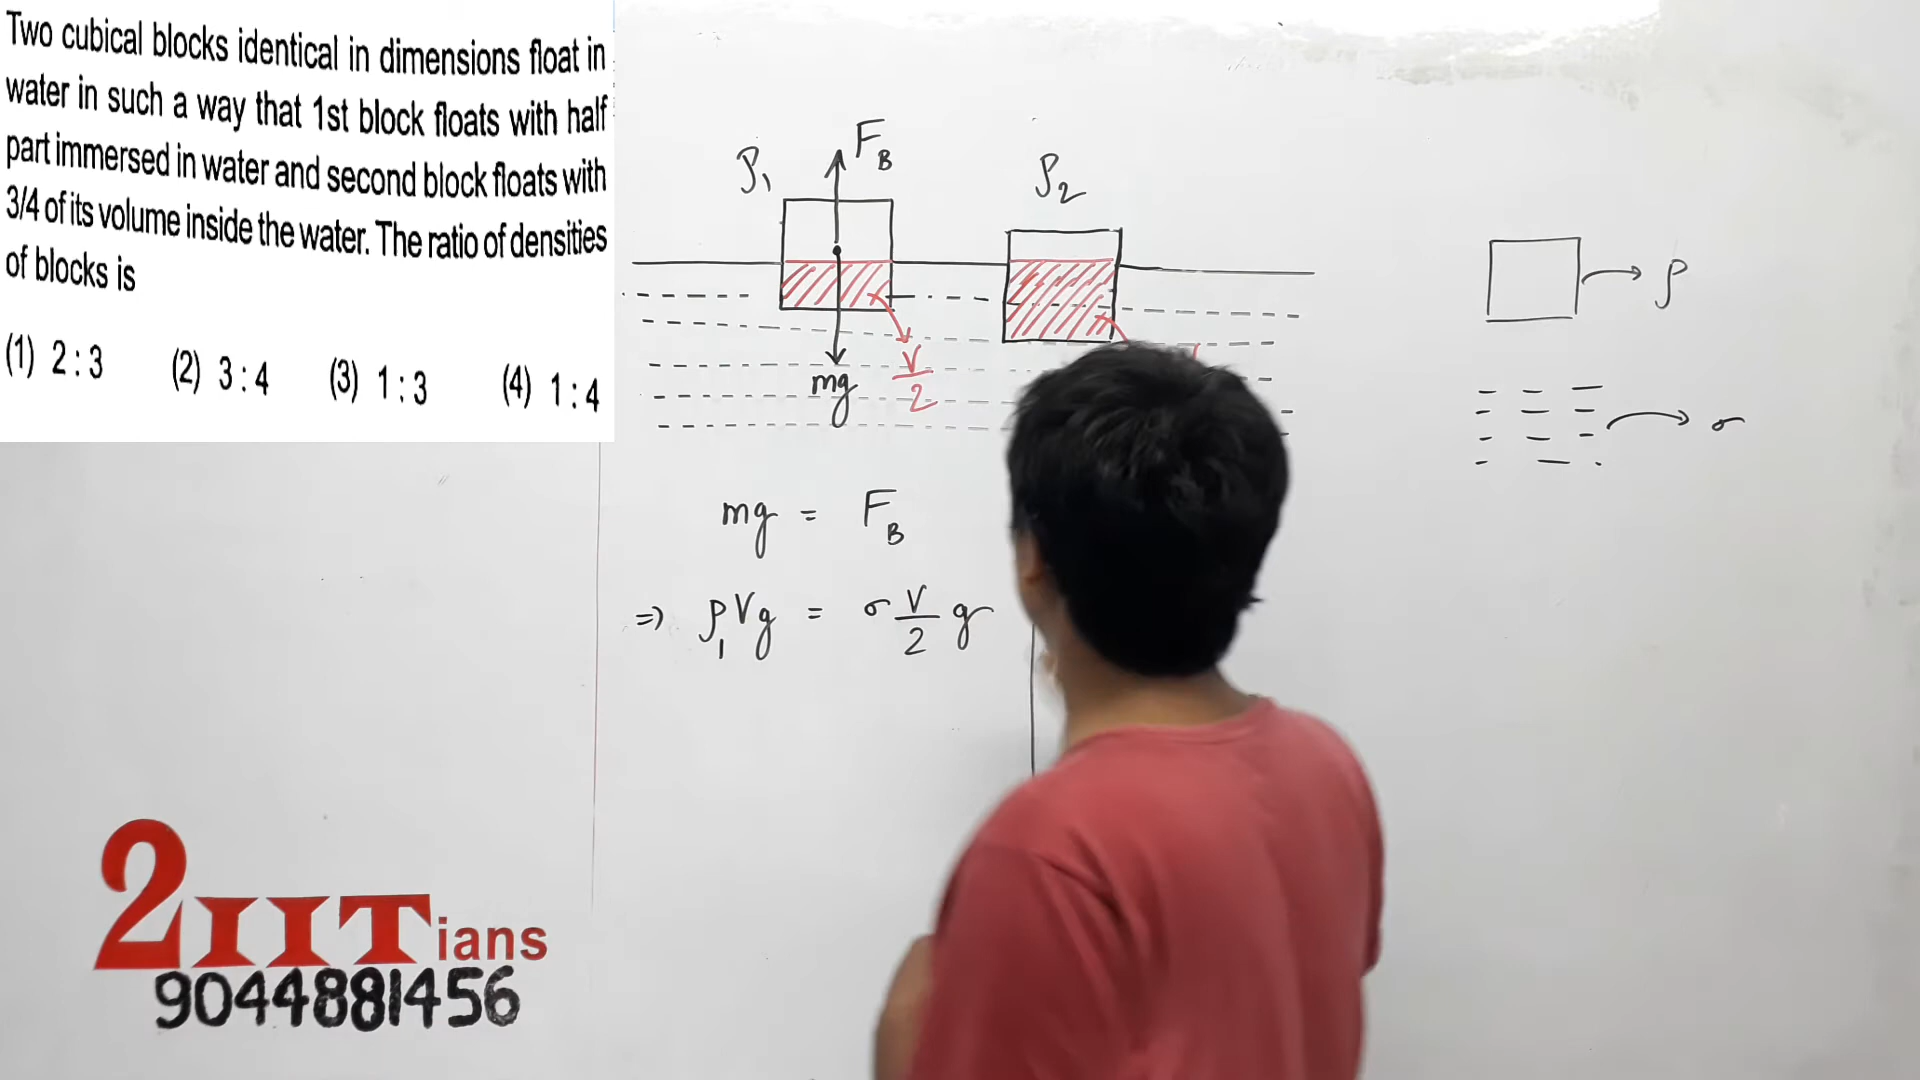 Two cubical blocks identical in dimensions float in
water in such a way that 1st block floats with half
part immersed in water and second block floats with
3/4 of its volume inside the water. The ratio of densities
of blocks is
(1) 2 : 3 (2) 3 : 4 (3) 1 : 3 (4) 1 : 4
ρ₁ F_B ρ₂
mg V/2
ρ
σ
mg = F_B
⇒ ρ₁Vg = σ V/2 g
2IITians
9044881456